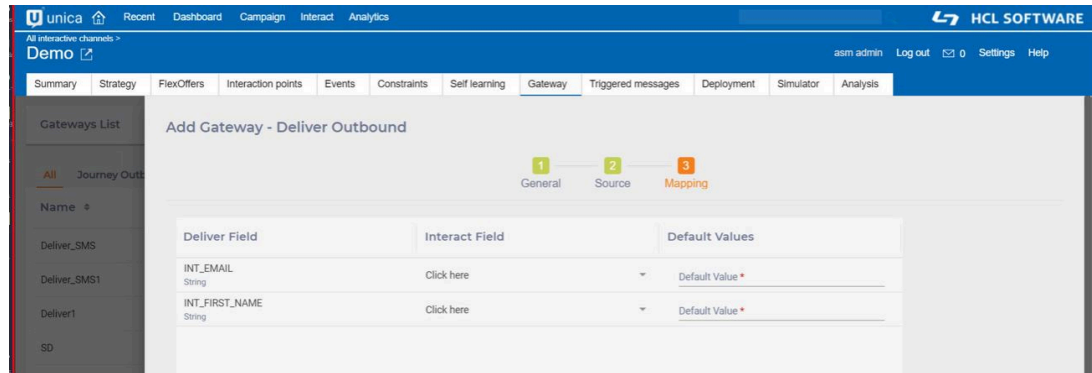 unica Recent Dashboard Campaign Interact Analytics HCL SOFTWARE
All interactive channels >
Demo asm admin Log out 0 Settings Help
Summary Strategy FlexOffers Interaction points Events Constraints Self learning Gateway Triggered messages Deployment Simulator Analysis
Gateways List Add Gateway - Deliver Outbound
1 2 3
All Journey Outb General Source Mapping
Name
Deliver Field Interact Field Default Values
Deliver_SMS
INT_EMAIL Click here Default Value *
String
Deliver_SMS1
INT_FIRST_NAME Click here Default Value *
String
Deliver1
SD